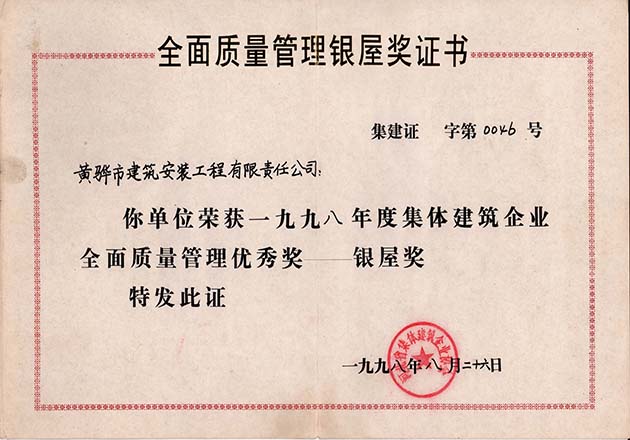 全面质量管理银屋奖证书
集建证 字第0046号
黄骅市建筑安装工程有限责任公司:
你单位荣获一九九八年度集体建筑企业
全面质量管理优秀奖——银屋奖
特发此证
一九九八年八月二十六日